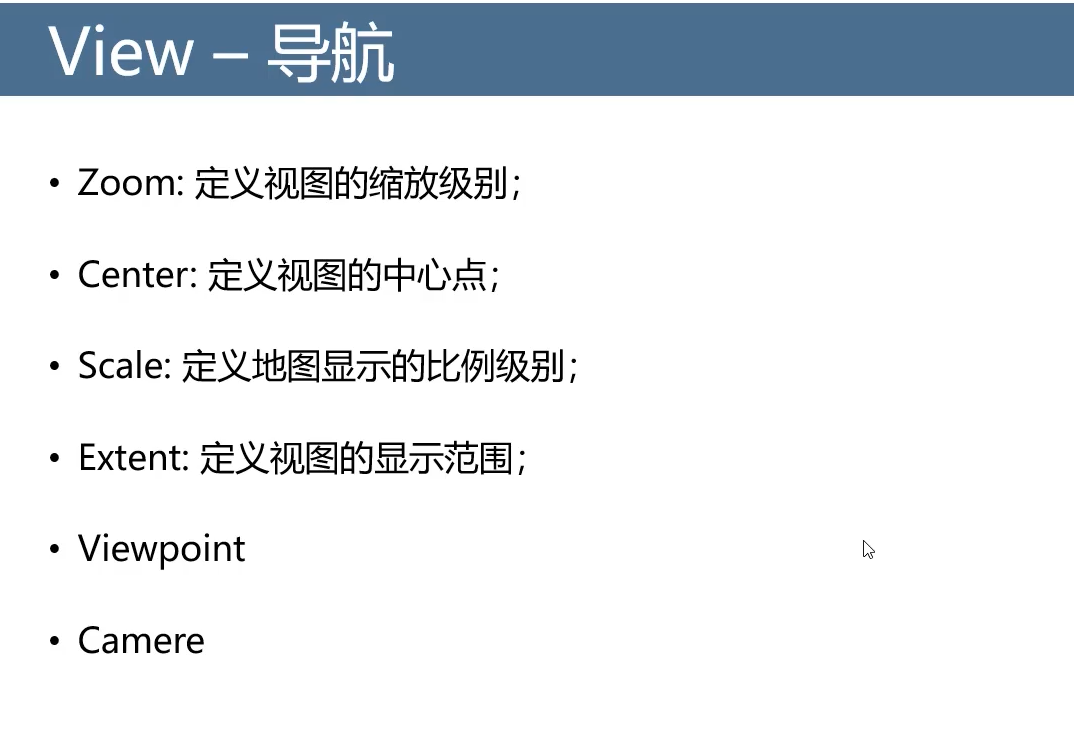 View – 导航
• Zoom: 定义视图的缩放级别；
• Center: 定义视图的中心点；
• Scale: 定义地图显示的比例级别；
• Extent: 定义视图的显示范围；
• Viewpoint
• Camere